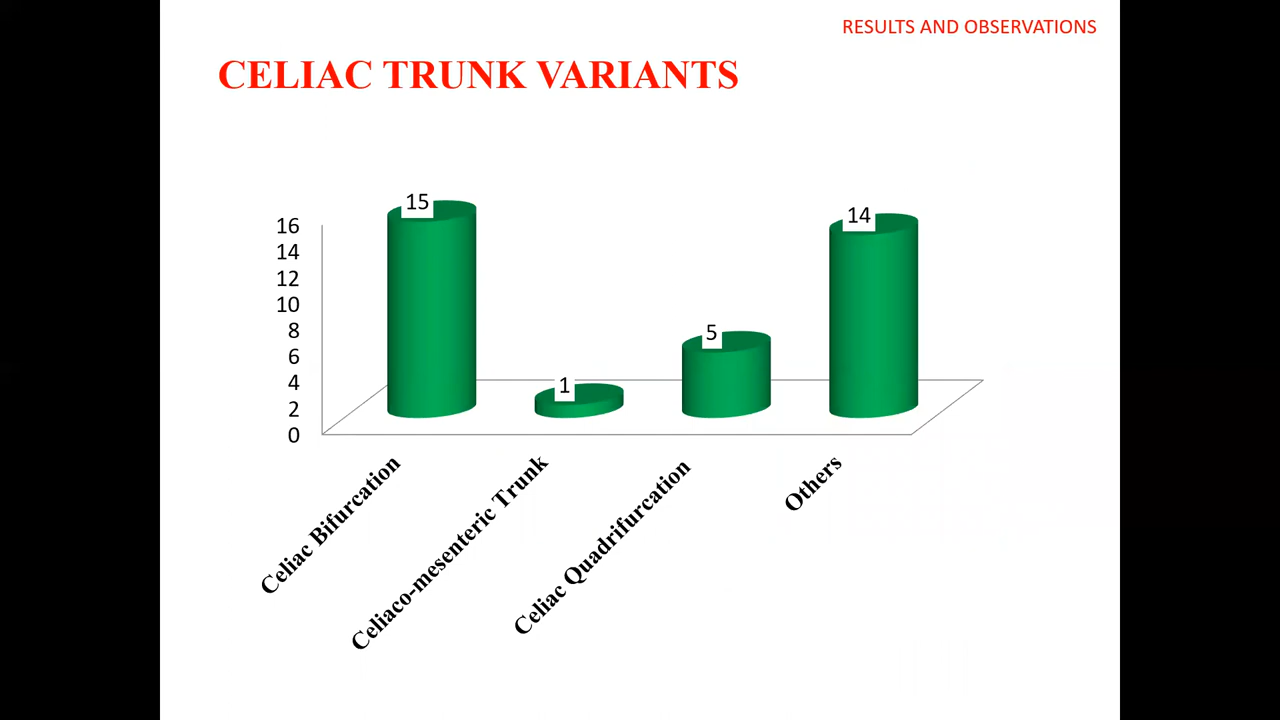 RESULTS AND OBSERVATIONS
CELIAC TRUNK VARIANTS
15
14
5
1
16
14
12
10
8
6
4
2
0
Celiac Bifurcation
Celiaco-mesenteric Trunk
Celiac Quadrifurcation
Others